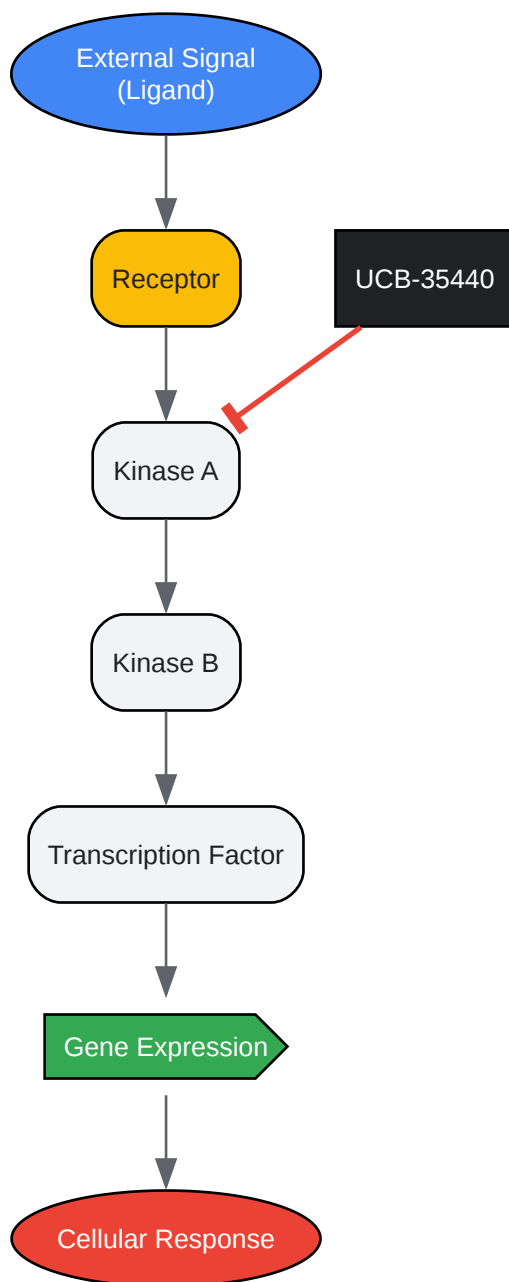 External Signal
(Ligand)
Receptor
UCB-35440
Kinase A
Kinase B
Transcription Factor
Gene Expression
Cellular Response